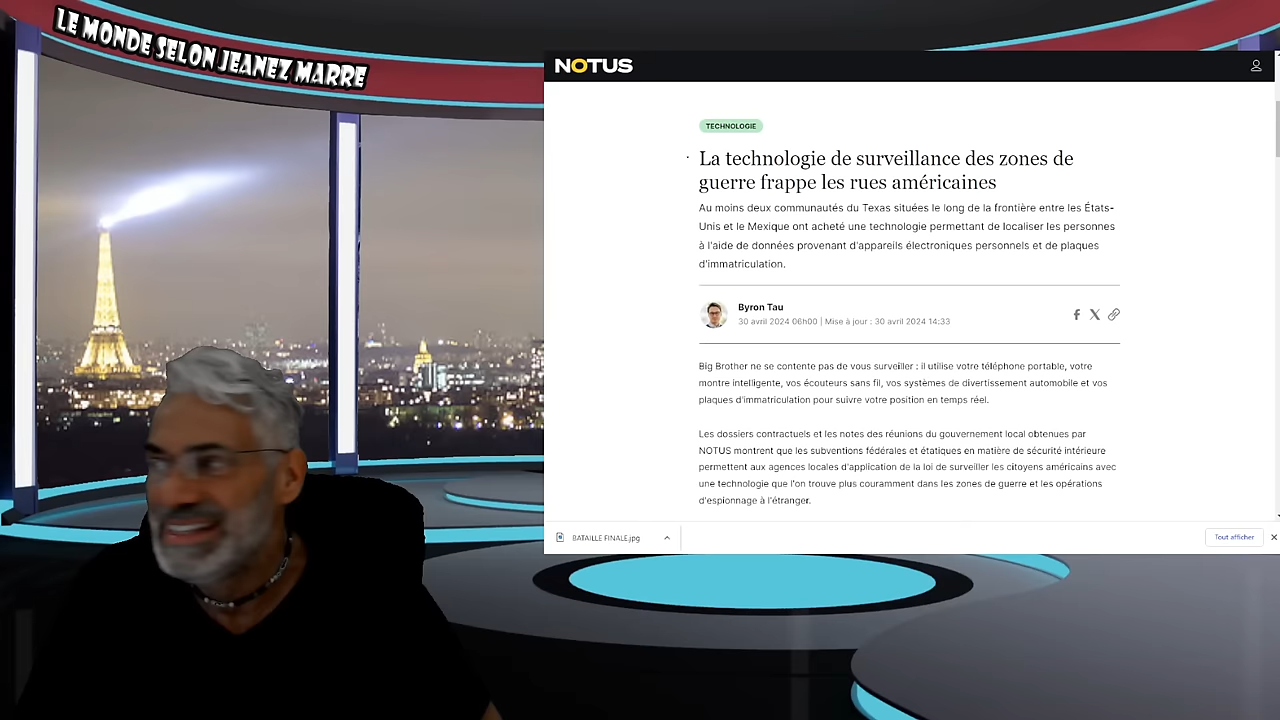 LE MONDE SELON JEANEZ MARRE
NOTUS
TECHNOLOGIE
La technologie de surveillance des zones de
guerre frappe les rues américaines
Au moins deux communautés du Texas situées le long de la frontière entre les États-
Unis et le Mexique ont acheté une technologie permettant de localiser les personnes
à l'aide de données provenant d'appareils électroniques personnels et de plaques
d'immatriculation.
Byron Tau
30 avril 2024 06h00 | Mise à jour : 30 avril 2024 14:33
Big Brother ne se contente pas de vous surveiller : il utilise votre téléphone portable, votre
montre intelligente, vos écouteurs sans fil, vos systèmes de divertissement automobile et vos
plaques d'immatriculation pour suivre votre position en temps réel.
Les dossiers contractuels et les notes des réunions du gouvernement local obtenues par
NOTUS montrent que les subventions fédérales et étatiques en matière de sécurité intérieure
permettent aux agences locales d'application de la loi de surveiller les citoyens américains avec
une technologie que l'on trouve plus couramment dans les zones de guerre et les opérations
d'espionnage à l'étranger.
BATAILLE FINALE.jpg
Tout afficher